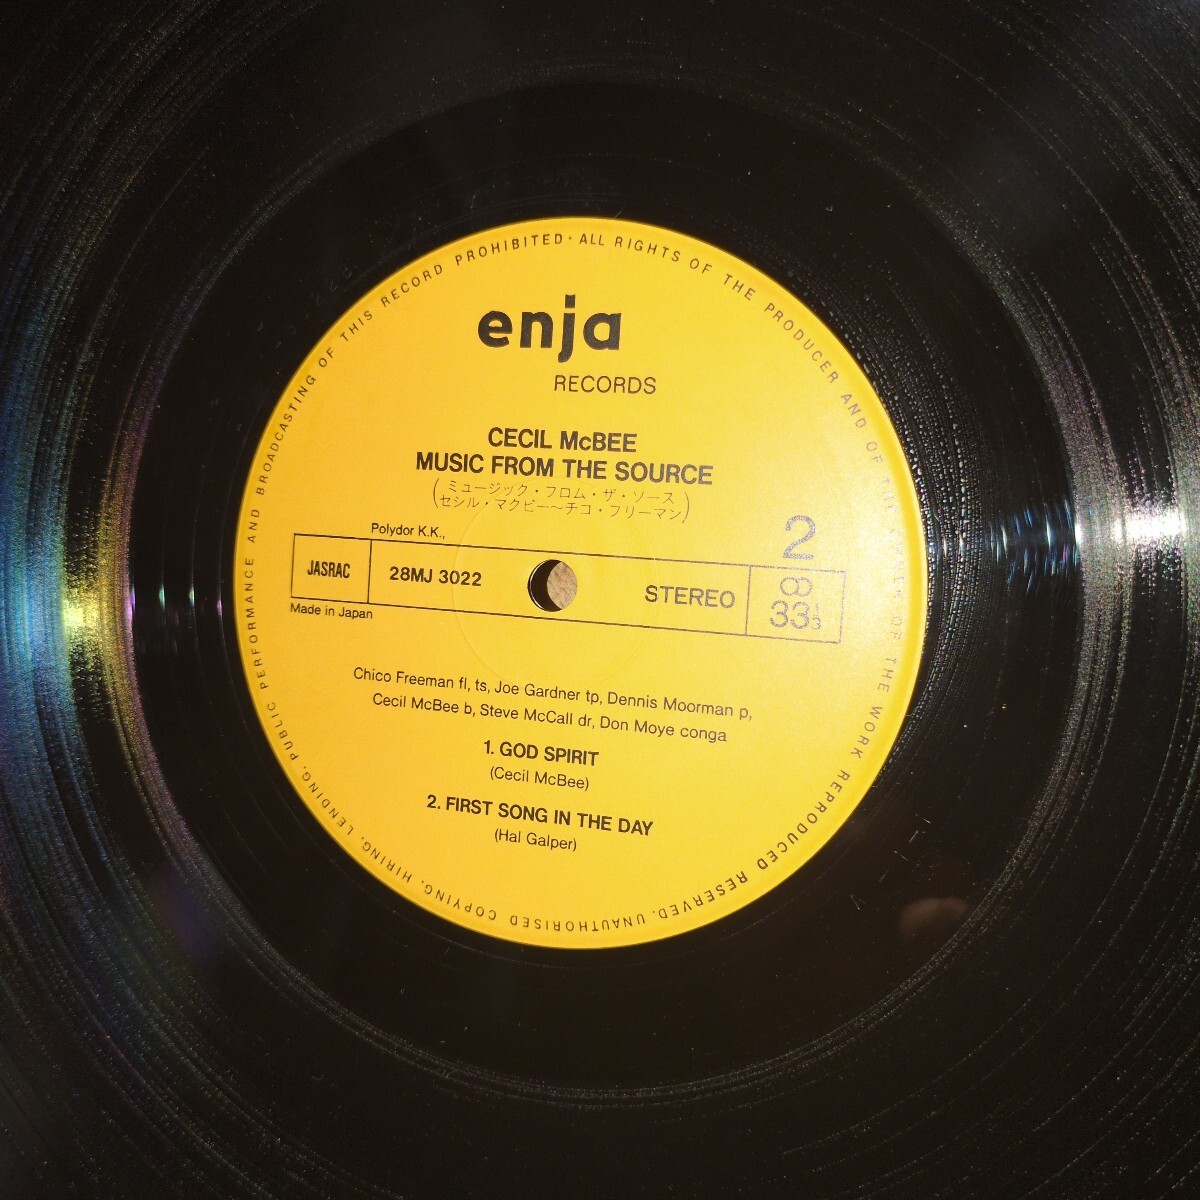 enja
RECORDS
CECIL McBEE
MUSIC FROM THE SOURCE
(ミュージック・フロム・ザ・ソース
セシル・マクビー〜チコ・フリーマン)
2
Polydor K.K.,
JASRAC
28MJ 3022
STEREO
33 1/3
Made in Japan
Chico Freeman fl, ts, Joe Gardner tp, Dennis Moorman p,
Cecil McBee b, Steve McCall dr, Don Moye conga
1. GOD SPIRIT
(Cecil McBee)
2. FIRST SONG IN THE DAY
(Hal Galper)
ALL RIGHTS OF THE PRODUCER AND OF THE OWNER OF THE WORK REPRODUCED RESERVED. UNAUTHORISED COPYING, HIRING, LENDING, PUBLIC PERFORMANCE AND BROADCASTING OF THIS RECORD PROHIBITED·